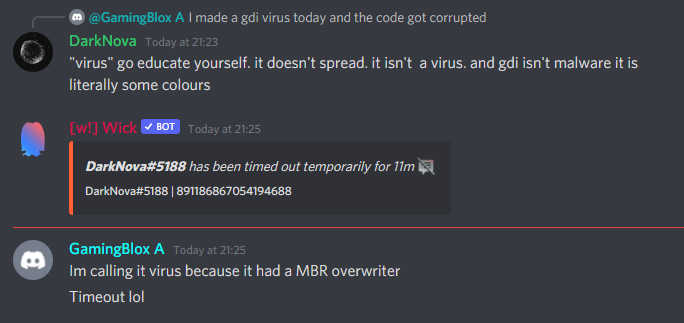 @GamingBlox A I made a gdi virus today and the code got corrupted
DarkNova Today at 21:23
"virus" go educate yourself. it doesn't spread. it isn't  a virus. and gdi isn't malware it is
literally some colours
[w!] Wick ✓ BOT Today at 21:25
DarkNova#5188 has been timed out temporarily for 11m
DarkNova#5188 | 891186867054194688
GamingBlox A Today at 21:25
Im calling it virus because it had a MBR overwriter
Timeout lol